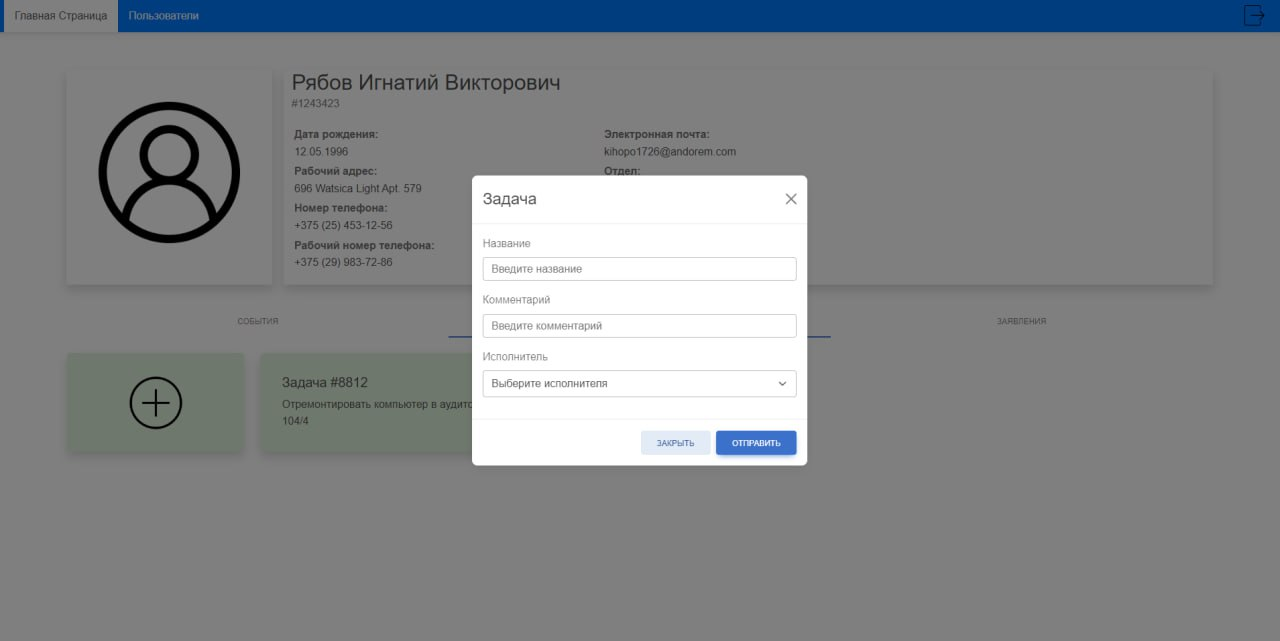 Главная Страница Пользователи
Рябов Игнатий Викторович
#1243423
Дата рождения:
12.05.1996
Рабочий адрес:
696 Watsica Light Apt. 579
Номер телефона:
+375 (25) 453-12-56
Рабочий номер телефона:
+375 (29) 983-72-86
Электронная почта:
kihopo1726@andorem.com
Отдел:
СОБЫТИЯ
ЗАЯВЛЕНИЯ
Задача #8812
Отремонтировать компьютер в
104/4
Задача
Название
Введите название
Комментарий
Введите комментарий
Исполнитель
Выберите исполнителя
ЗАКРЫТЬ ОТПРАВИТЬ